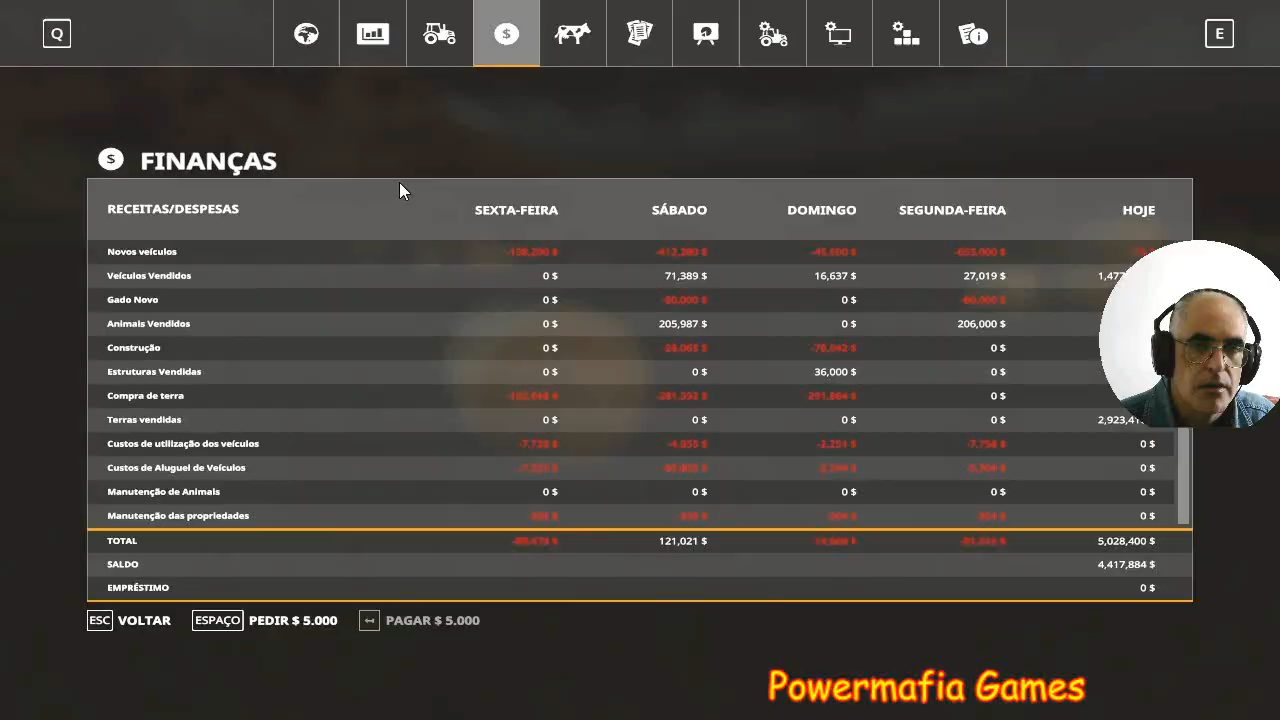 Q E
$ FINANÇAS
RECEITAS/DESPESAS SEXTA-FEIRA SÁBADO DOMINGO SEGUNDA-FEIRA HOJE
Novos veículos
Veículos Vendidos 0 $ 71,389 $ 16,637 $ 27,019 $
Gado Novo 0 $ -80,000 $ 0 $
Animais Vendidos 0 $ 205,987 $ 0 $ 206,000 $
Construção 0 $ 0 $
Estruturas Vendidas 0 $ 0 $ 36,000 $ 0 $
Compra de terra 0 $
Terras vendidas 0 $ 0 $ 0 $ 0 $
Custos de utilização dos veículos 0 $
Custos de Aluguel de Veículos 0 $
Manutenção de Animais 0 $ 0 $ 0 $ 0 $ 0 $
Manutenção das propriedades 0 $
TOTAL 121,021 $ 5,028,400 $
SALDO 4,417,884 $
EMPRÉSTIMO 0 $
ESC VOLTAR ESPAÇO PEDIR $ 5.000 PAGAR $ 5.000
Powermafia Games